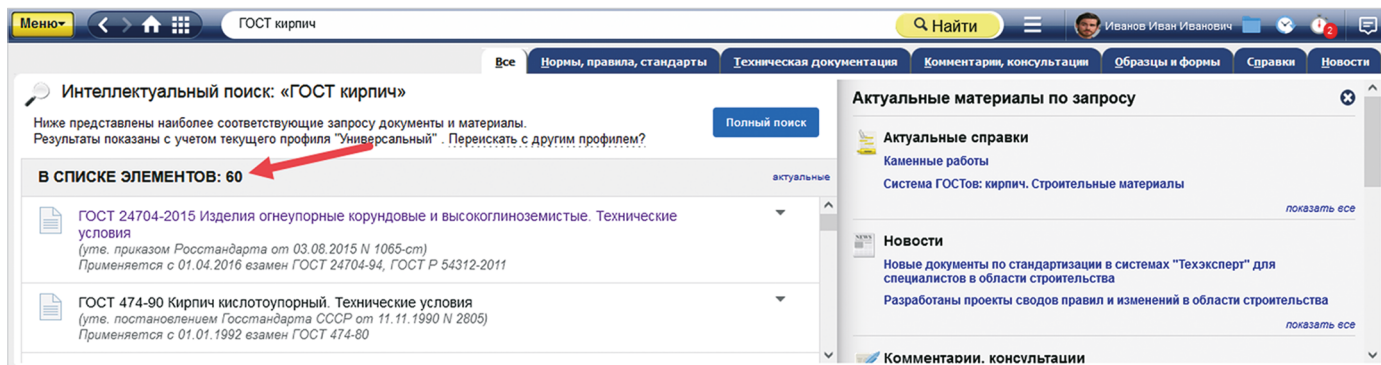 Меню
ГОСТ кирпич
Найти
Иванов Иван Иванович
2
Все
Нормы, правила, стандарты
Техническая документация
Комментарии, консультации
Образцы и формы
Справки
Новости
Интеллектуальный поиск: «ГОСТ кирпич»
Ниже представлены наиболее соответствующие запросу документы и материалы.
Результаты показаны с учетом текущего профиля "Универсальный" . Переискать с другим профилем?
Полный поиск
В СПИСКЕ ЭЛЕМЕНТОВ: 60
актуальные
ГОСТ 24704-2015 Изделия огнеупорные корундовые и высокоглиноземистые. Технические
условия
(утв. приказом Росстандарта от 03.08.2015 N 1065-ст)
Применяется с 01.04.2016 взамен ГОСТ 24704-94, ГОСТ Р 54312-2011
ГОСТ 474-90 Кирпич кислотоупорный. Технические условия
(утв. постановлением Госстандарта СССР от 11.11.1990 N 2805)
Применяется с 01.01.1992 взамен ГОСТ 474-80
Актуальные материалы по запросу
Актуальные справки
Каменные работы
Система ГОСТов: кирпич. Строительные материалы
показать все
NEWS
Новости
Новые документы по стандартизации в системах "Техэксперт" для
специалистов в области строительства
Разработаны проекты сводов правил и изменений в области строительства
показать все
Комментарии, консультации